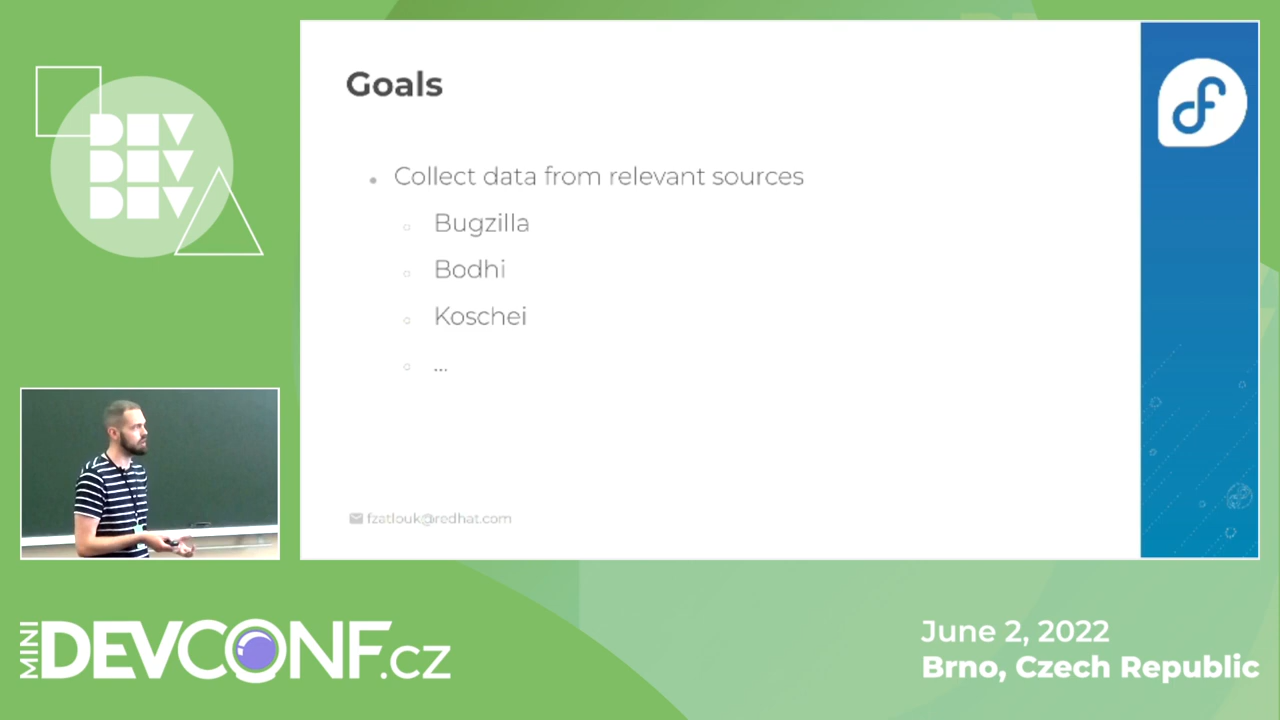 DEV
DEV
DEV
Goals
Collect data from relevant sources
Bugzilla
Bodhi
Koschei
...
fzatlouk@redhat.com
MINI
DEVCONF.cz
June 2, 2022
Brno, Czech Republic